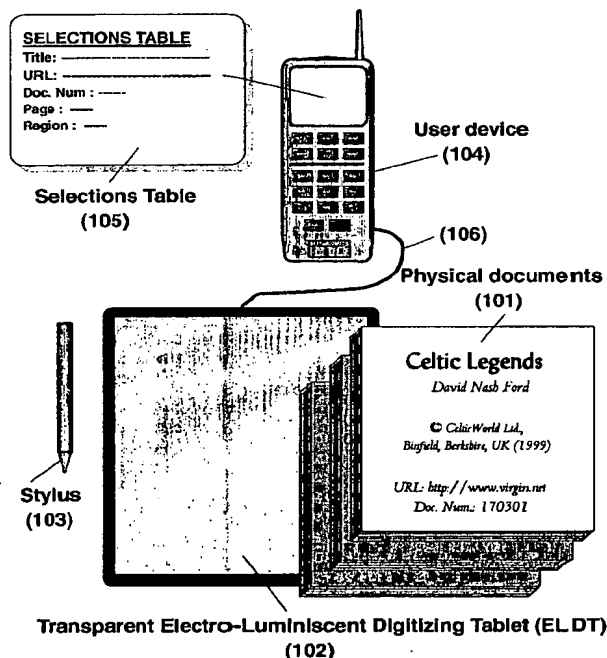 SELECTIONS TABLE
Title:
URL:
Doc. Num :
Page :
Region :
Selections Table
(105)
User device
(104)
(106)
Physical documents
(101)
Celtic Legends
David Nash Ford
© CelticWorld Ltd.,
Binfield, Berkshire, UK (1999)
URL: http://www.virgin.net
Doc. Num.: 170301
Stylus
(103)
Transparent Electro-Luminiscent Digitizing Tablet (ELDT)
(102)